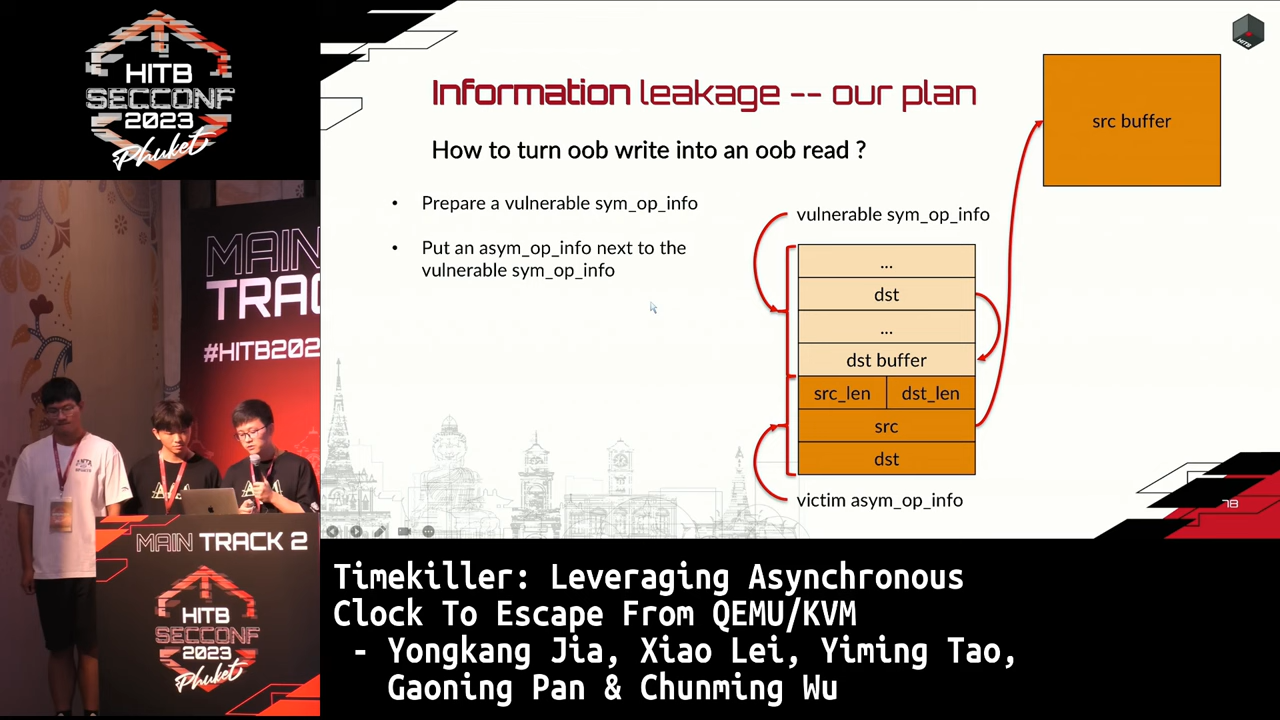 HITB
SECCONF
2023
Phuket
MAIN
TRAC
#HITB202
MAIN TRACK 2
HITB
SECCONF
2023
Phuket
HITB
Information leakage -- our plan
How to turn oob write into an oob read ?
• Prepare a vulnerable sym_op_info
• Put an asym_op_info next to the
vulnerable sym_op_info
src buffer
vulnerable sym_op_info
...
dst
...
dst buffer
src_len dst_len
src
dst
victim asym_op_info
78
Timekiller: Leveraging Asynchronous
Clock To Escape From QEMU/KVM
- Yongkang Jia, Xiao Lei, Yiming Tao,
Gaoning Pan & Chunming Wu